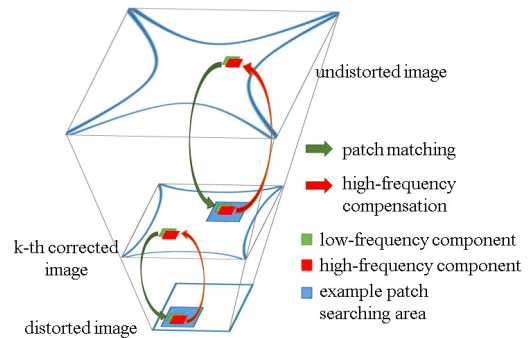 undistorted image
patch matching
high-frequency
compensation
k-th corrected
image
low-frequency component
high-frequency component
example patch
searching area
distorted image